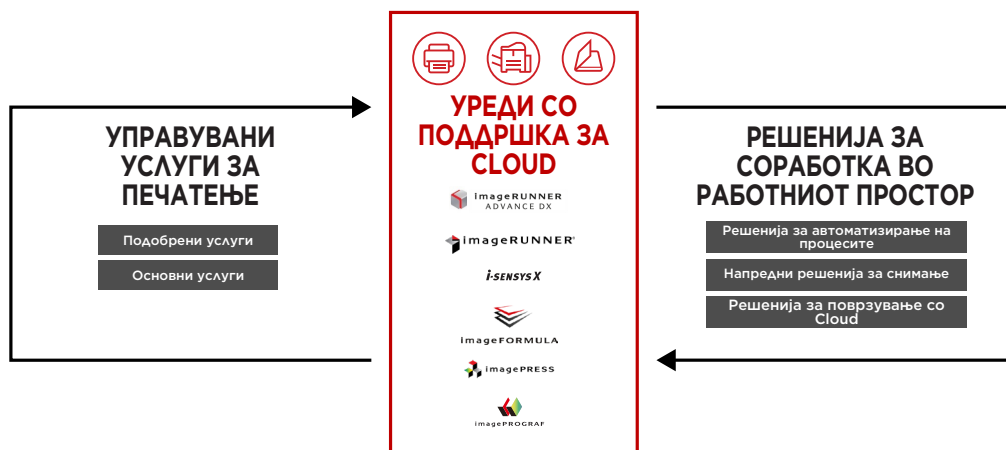 УПРАВУВАНИ
УСЛУГИ ЗА
ПЕЧАТЕЊЕ
Подобрени услуги
Основни услуги
УРЕДИ СО
ПОДДРШКА ЗА
CLOUD
imageRUNNER
ADVANCE DX
imageRUNNER
i-SENSYS X
imageFORMULA
imagePRESS
imagePROGRAF
РЕШЕНИЈА ЗА
СОРАБОТКА ВО
РАБОТНИОТ ПРОСТОР
Решенија за автоматизирање на
процесите
Напредни решенија за снимање
Решенија за поврзување со
Cloud